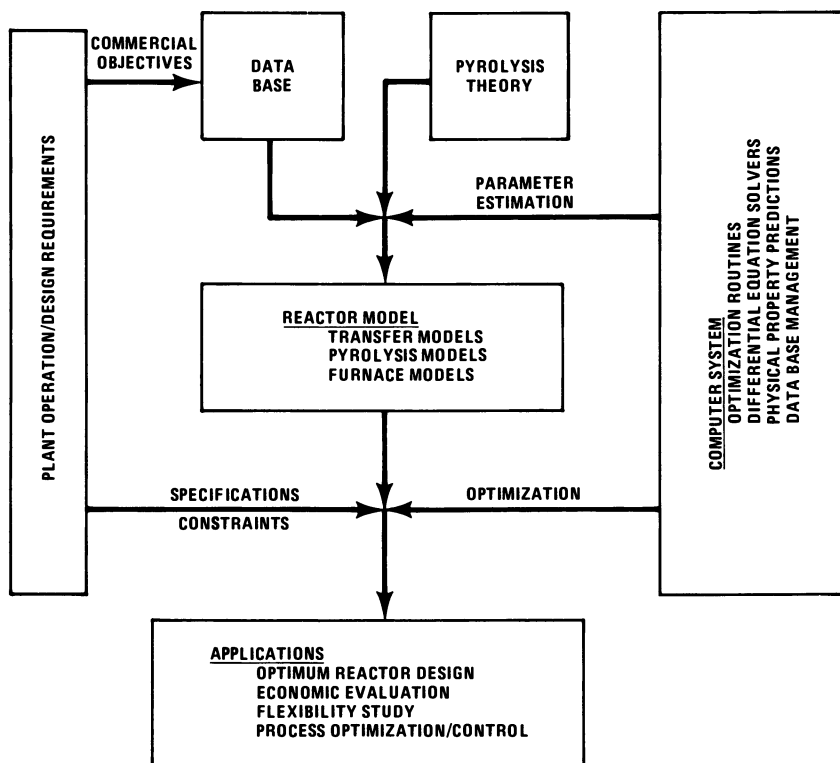 COMMERCIAL
OBJECTIVES
DATA
BASE
PYROLYSIS
THEORY
PLANT OPERATION/DESIGN REQUIREMENTS
PARAMETER
ESTIMATION
COMPUTER SYSTEM
OPTIMIZATION ROUTINES
DIFFERENTIAL EQUATION SOLVERS
PHYSICAL PROPERTY PREDICTIONS
DATA BASE MANAGEMENT
REACTOR MODEL
TRANSFER MODELS
PYROLYSIS MODELS
FURNACE MODELS
SPECIFICATIONS
CONSTRAINTS
OPTIMIZATION
APPLICATIONS
OPTIMUM REACTOR DESIGN
ECONOMIC EVALUATION
FLEXIBILITY STUDY
PROCESS OPTIMIZATION/CONTROL